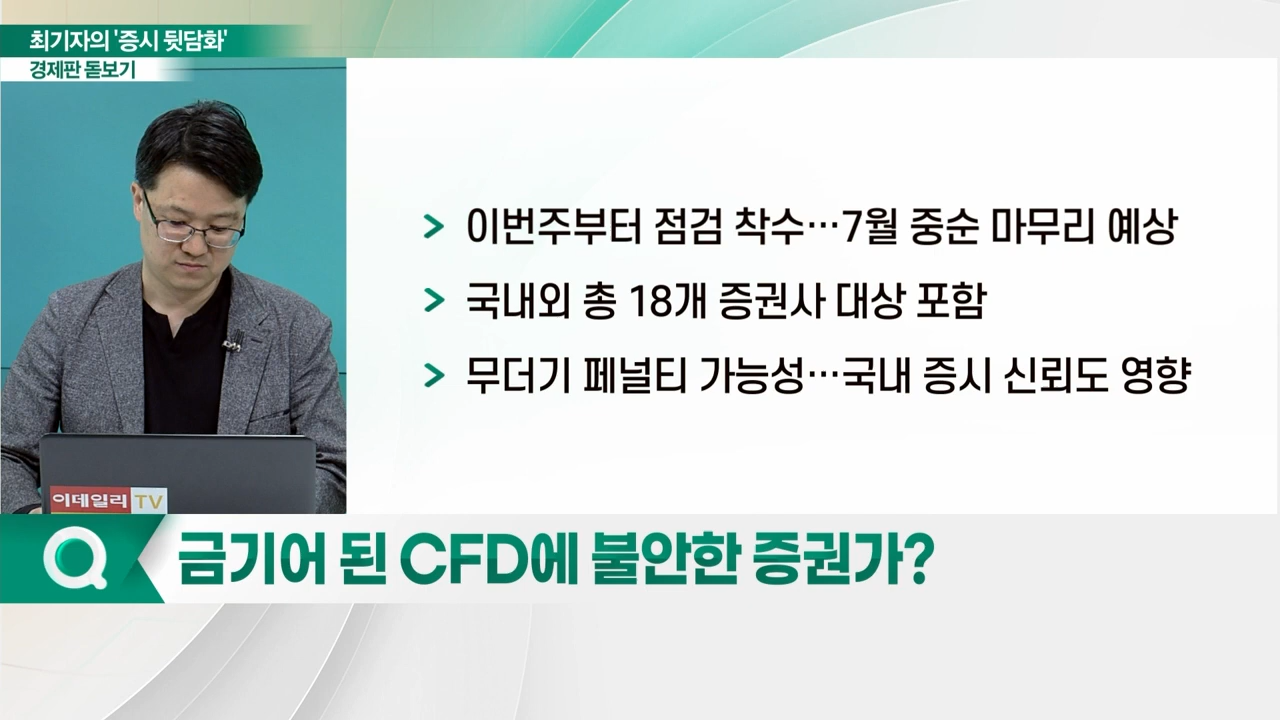 최기자의 '증시 뒷담화'
경제판 돋보기
> 이번주부터 점검 착수…7월 중순 마무리 예상
> 국내외 총 18개 증권사 대상 포함
> 무더기 페널티 가능성…국내 증시 신뢰도 영향
이데일리 TV
Q 금기어 된 CFD에 불안한 증권가?